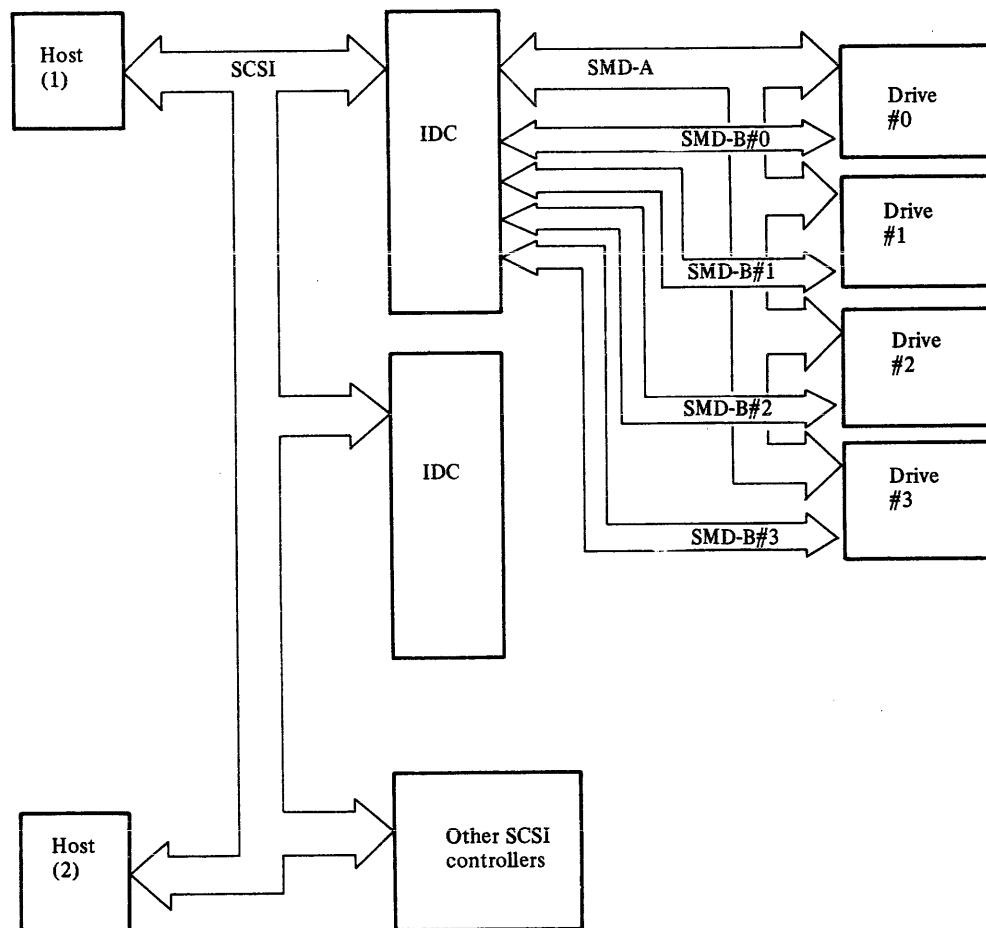 Host
(1)
SCSI
IDC
SMD-A
Drive
#0
SMD-B#0
Drive
#1
SMD-B#1
Drive
#2
SMD-B#2
IDC
Drive
#3
SMD-B#3
Host
(2)
Other SCSI
controllers